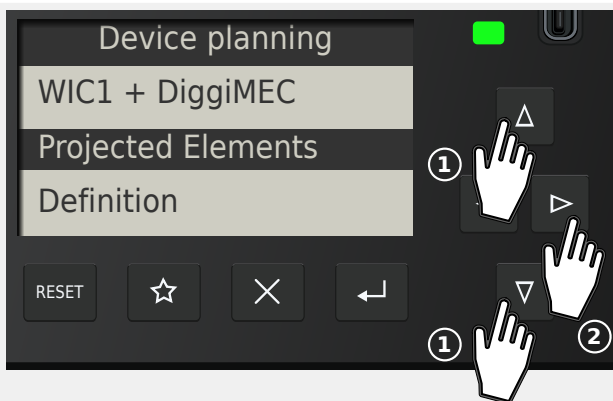 Device planning
WIC1 + DiggiMEC
Projected Elements
1
Definition
RESET
1
2